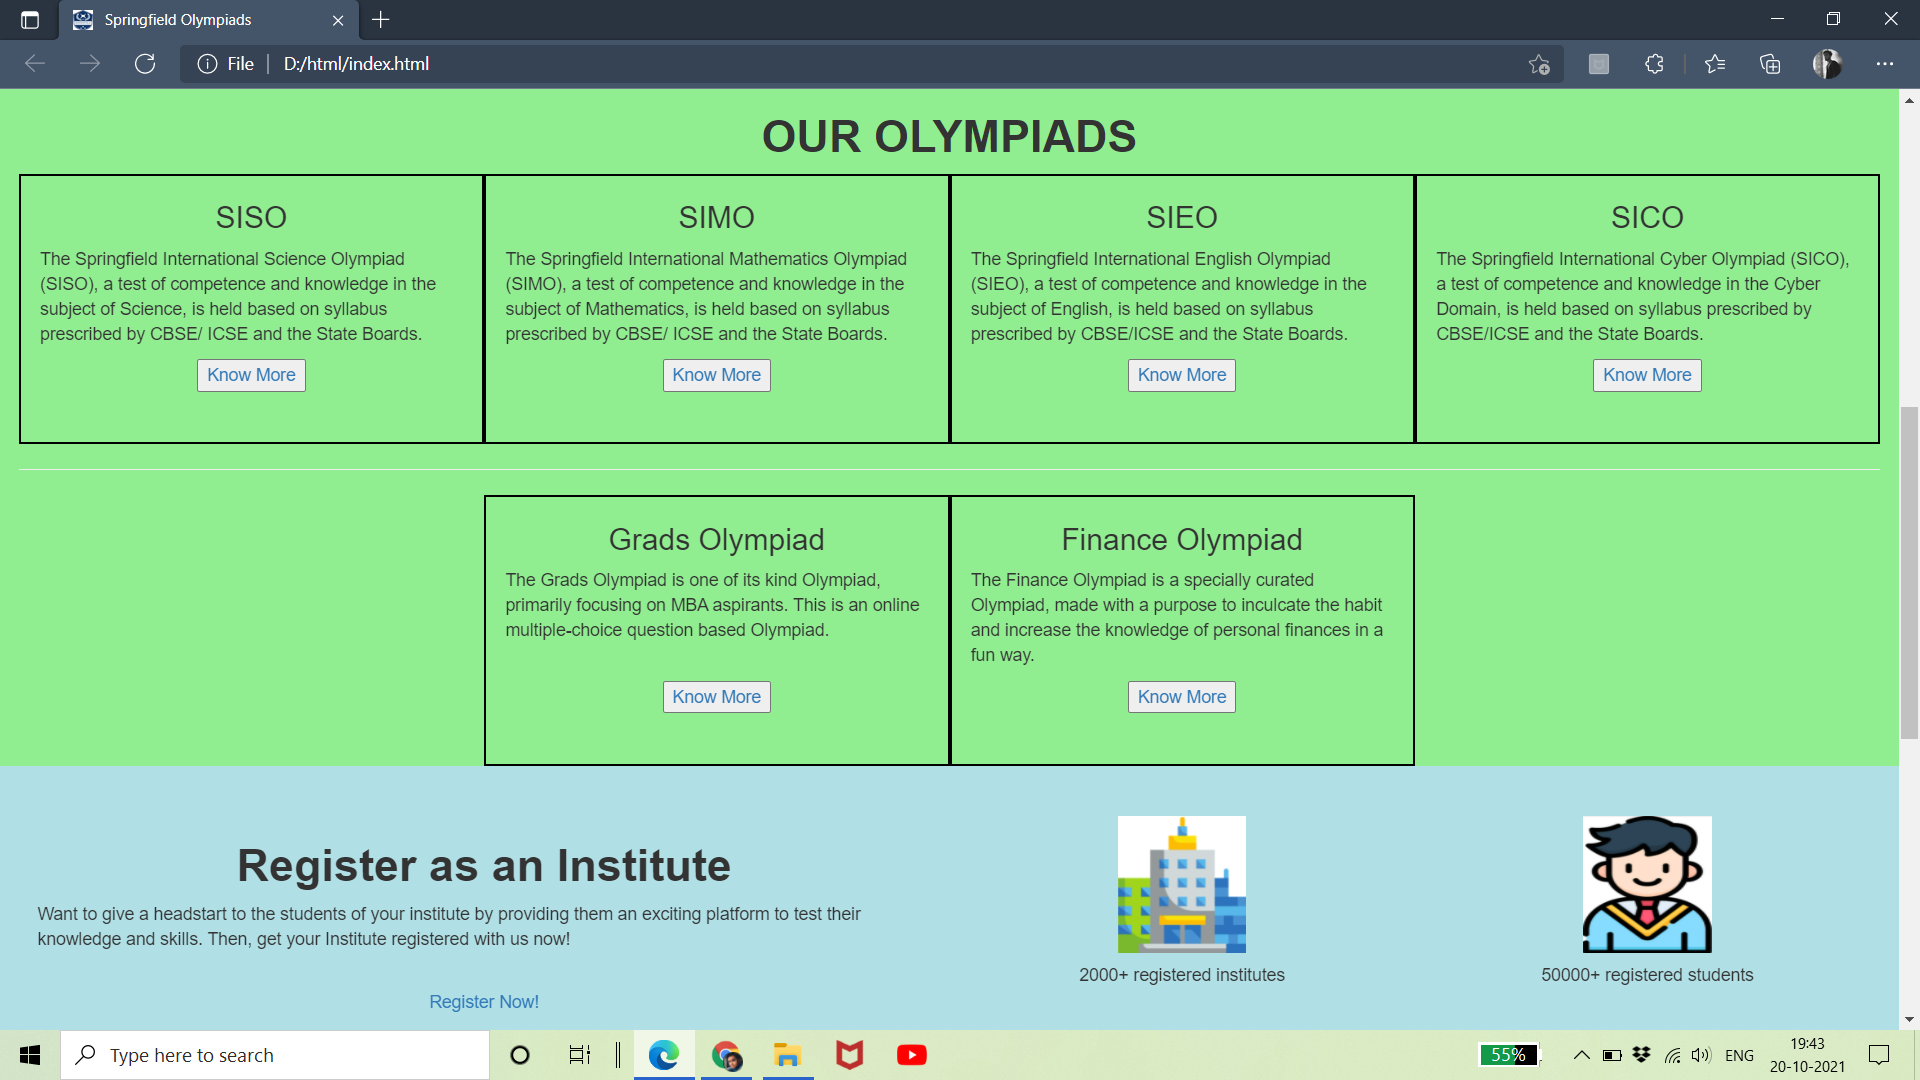 Springfield Olympiads
File
D:/html/index.html
OUR OLYMPIADS
SISO
The Springfield International Science Olympiad
(SISO), a test of competence and knowledge in the
subject of Science, is held based on syllabus
prescribed by CBSE/ ICSE and the State Boards.
Know More
SIMO
The Springfield International Mathematics Olympiad
(SIMO), a test of competence and knowledge in the
subject of Mathematics, is held based on syllabus
prescribed by CBSE/ ICSE and the State Boards.
Know More
SIEO
The Springfield International English Olympiad
(SIEO), a test of competence and knowledge in the
subject of English, is held based on syllabus
prescribed by CBSE/ICSE and the State Boards.
Know More
SICO
The Springfield International Cyber Olympiad (SICO),
a test of competence and knowledge in the Cyber
Domain, is held based on syllabus prescribed by
CBSE/ICSE and the State Boards.
Know More
Grads Olympiad
The Grads Olympiad is one of its kind Olympiad,
primarily focusing on MBA aspirants. This is an online
multiple-choice question based Olympiad.
Know More
Finance Olympiad
The Finance Olympiad is a specially curated
Olympiad, made with a purpose to inculcate the habit
and increase the knowledge of personal finances in a
fun way.
Know More
Register as an Institute
Want to give a headstart to the students of your institute by providing them an exciting platform to test their
knowledge and skills. Then, get your Institute registered with us now!
Register Now!
2000+ registered institutes
50000+ registered students
Type here to search
55%
ENG
19:43
20-10-2021